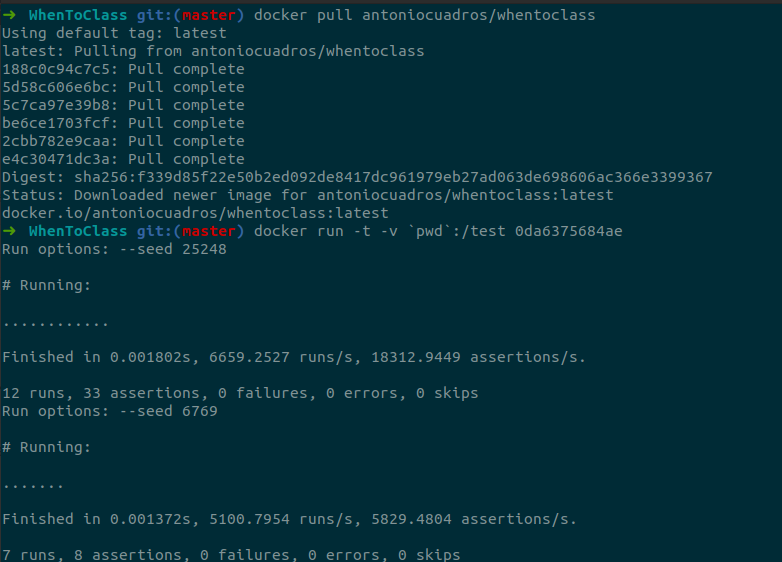 ➜ WhenToClass git:(master) docker pull antoniocuadros/whentoclass
Using default tag: latest
latest: Pulling from antoniocuadros/whentoclass
188c0c94c7c5: Pull complete
5d58c606e6bc: Pull complete
5c7ca97e39b8: Pull complete
be6ce1703fcf: Pull complete
2cbb782e9caa: Pull complete
e4c30471dc3a: Pull complete
Digest: sha256:f339d85f22e50b2ed092de8417dc961979eb27ad063de698606ac366e3399367
Status: Downloaded newer image for antoniocuadros/whentoclass:latest
docker.io/antoniocuadros/whentoclass:latest
➜ WhenToClass git:(master) docker run -t -v `pwd`:/test 0da6375684ae
Run options: --seed 25248
# Running:
............
Finished in 0.001802s, 6659.2527 runs/s, 18312.9449 assertions/s.
12 runs, 33 assertions, 0 failures, 0 errors, 0 skips
Run options: --seed 6769
# Running:
.......
Finished in 0.001372s, 5100.7954 runs/s, 5829.4804 assertions/s.
7 runs, 8 assertions, 0 failures, 0 errors, 0 skips